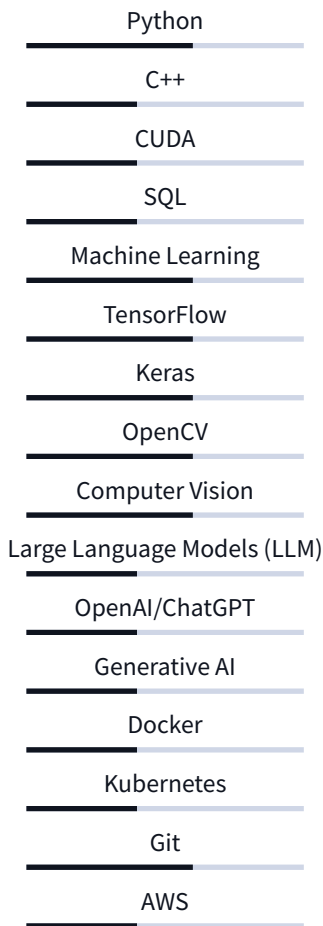 Python
C++
CUDA
SQL
Machine Learning
TensorFlow
Keras
OpenCV
Computer Vision
Large Language Models (LLM)
OpenAI/ChatGPT
Generative AI
Docker
Kubernetes
Git
AWS